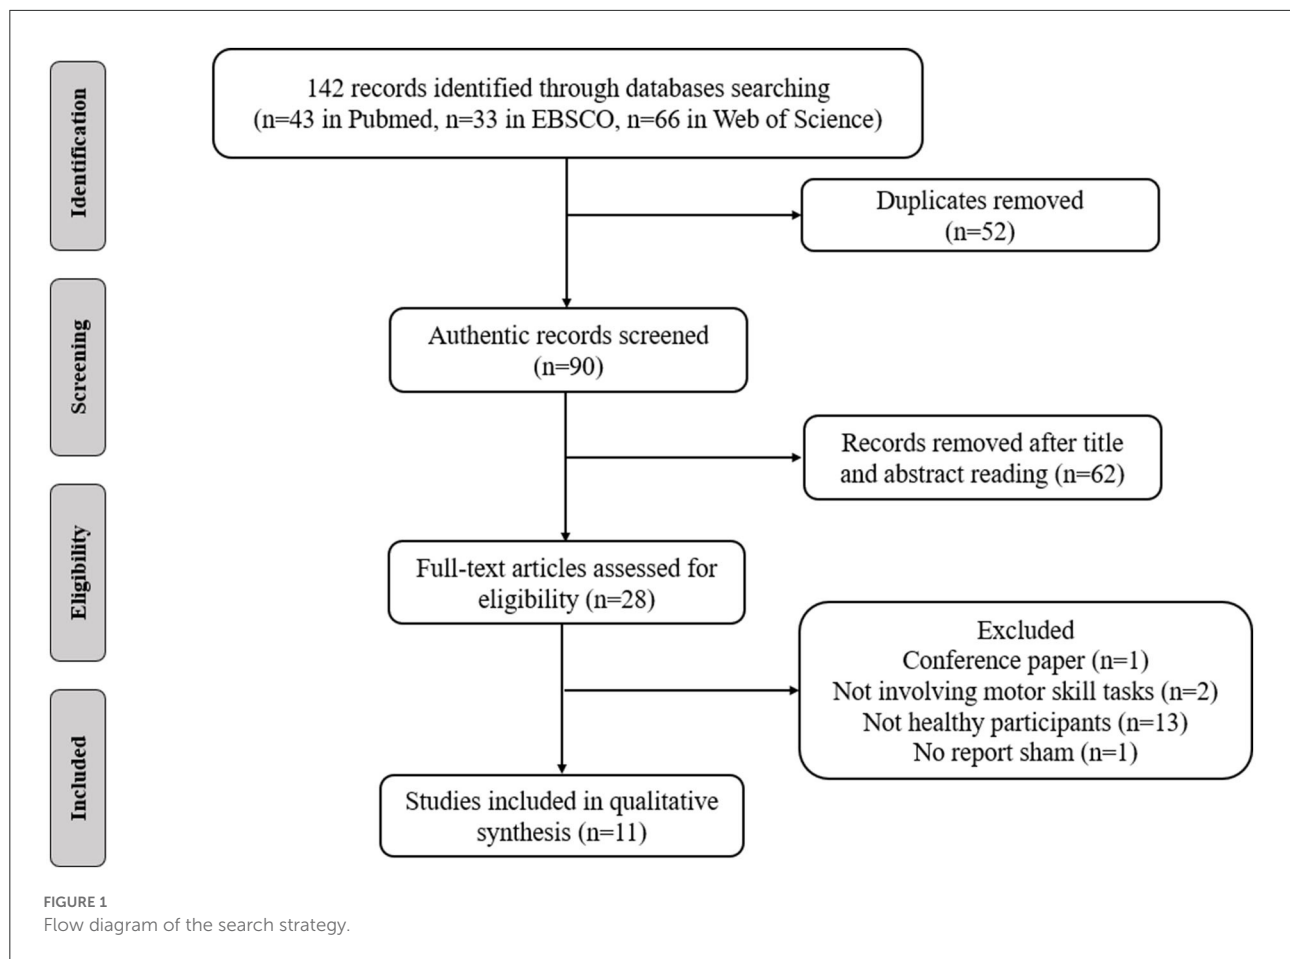 Identification
142 records identified through databases searching
(n=43 in Pubmed, n=33 in EBSCO, n=66 in Web of Science)
Duplicates removed
(n=52)
Screening
Authentic records screened
(n=90)
Records removed after title
and abstract reading (n=62)
Eligibility
Full-text articles assessed for
eligibility (n=28)
Excluded
Conference paper (n=1)
Not involving motor skill tasks (n=2)
Not healthy participants (n=13)
No report sham (n=1)
Included
Studies included in qualitative
synthesis (n=11)
FIGURE 1
Flow diagram of the search strategy.